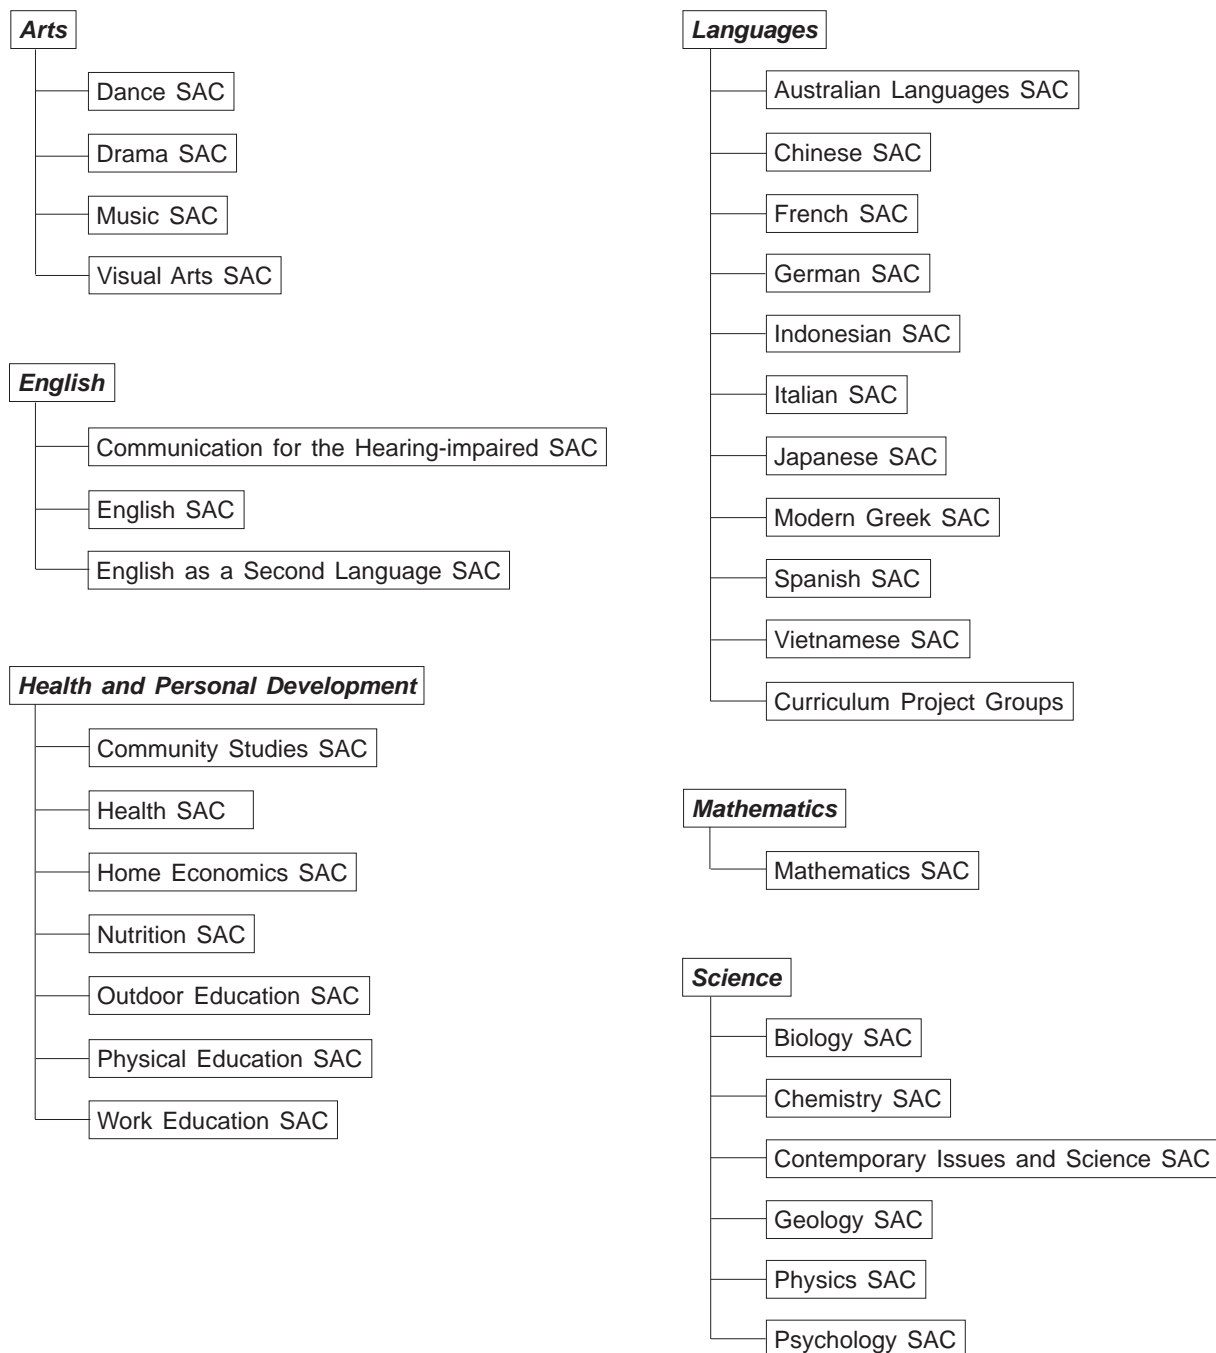 Arts
Dance SAC
Drama SAC
Music SAC
Visual Arts SAC
English
Communication for the Hearing-impaired SAC
English SAC
English as a Second Language SAC
Health and Personal Development
Community Studies SAC
Health SAC
Home Economics SAC
Nutrition SAC
Outdoor Education SAC
Physical Education SAC
Work Education SAC
Languages
Australian Languages SAC
Chinese SAC
French SAC
German SAC
Indonesian SAC
Italian SAC
Japanese SAC
Modern Greek SAC
Spanish SAC
Vietnamese SAC
Curriculum Project Groups
Mathematics
Mathematics SAC
Science
Biology SAC
Chemistry SAC
Contemporary Issues and Science SAC
Geology SAC
Physics SAC
Psychology SAC